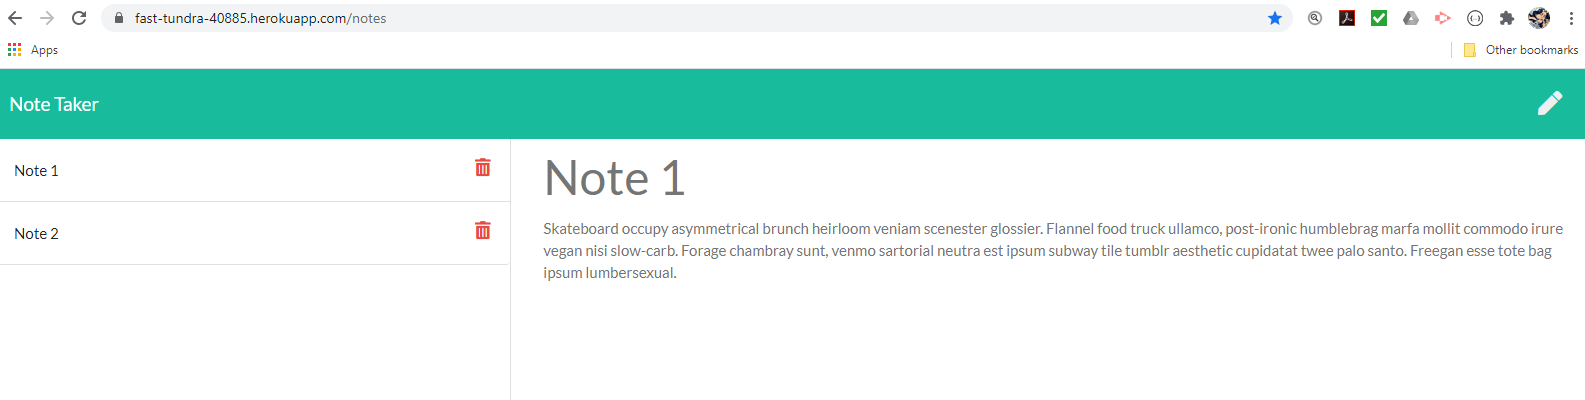 fast-tundra-40885.herokuapp.com/notes
Apps
Other bookmarks
Note Taker
Note 1
Note 2
Note 1
Skateboard occupy asymmetrical brunch heirloom veniam scenester glossier. Flannel food truck ullamco, post-ironic humblebrag marfa mollit commodo irure
vegan nisi slow-carb. Forage chambray sunt, venmo sartorial neutra est ipsum subway tile tumblr aesthetic cupidatat twee palo santo. Freegan esse tote bag
ipsum lumbersexual.